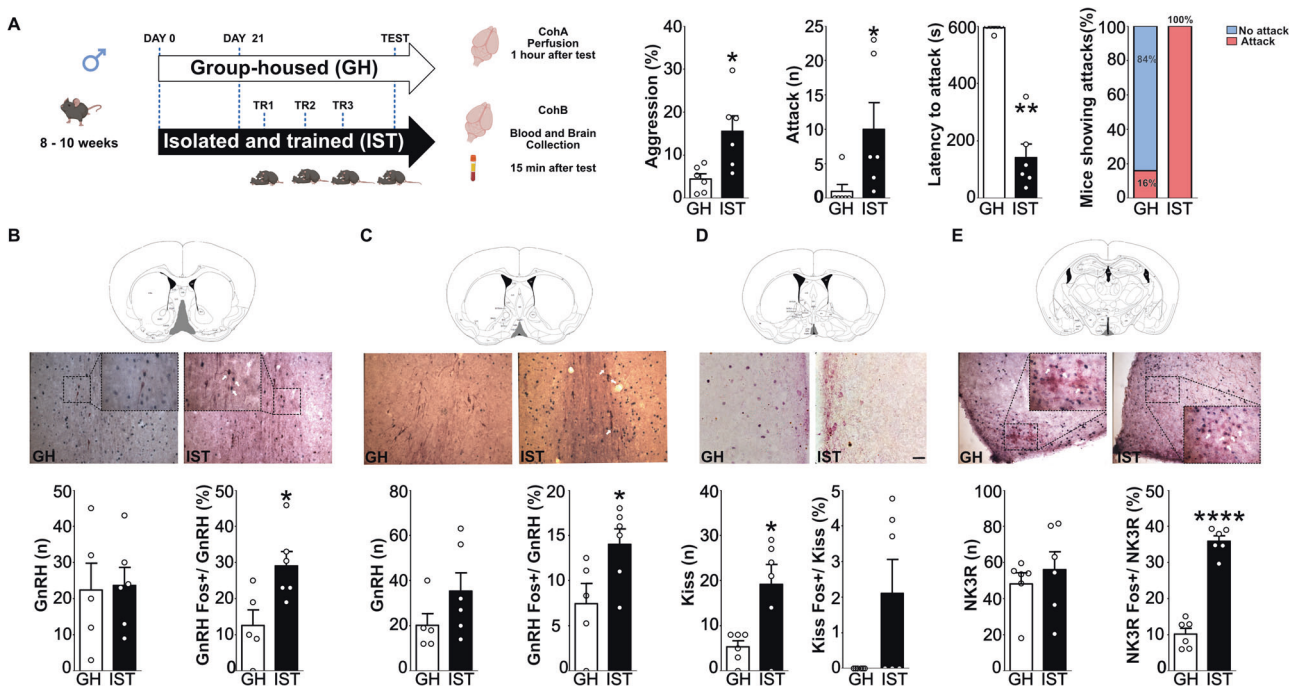 A
DAY 0
DAY 21
TEST
Group-housed (GH)
TR1
TR2
TR3
Isolated and trained (IST)
8 - 10 weeks
CohA
Perfusion
1 hour after test
CohB
Blood and Brain
Collection
15 min after test
Aggression (%)
40
30
20
10
0
*
GH IST
Attack (n)
25
20
15
10
5
0
*
GH IST
Latency to attack (s)
600
400
200
0
**
GH IST
Mice showing attacks(%)
100
80
60
40
20
0
100%
84%
16%
GH IST
No attack
Attack
B
GH
IST
GnRH (n)
50
40
30
20
10
0
GH IST
GnRH Fos+/ GnRH (%)
50
40
30
20
10
0
*
GH IST
C
GH
IST
GnRH (n)
80
60
40
20
0
GH IST
GnRH Fos+/ GnRH (%)
20
15
10
5
0
*
GH IST
D
GH
IST
Kiss (n)
40
30
20
10
0
*
GH IST
Kiss Fos+/ Kiss (%)
5
4
3
2
1
0
GH IST
E
GH
IST
NK3R (n)
100
80
60
40
20
0
GH IST
NK3R Fos+/ NK3R (%)
50
40
30
20
10
0
****
GH IST